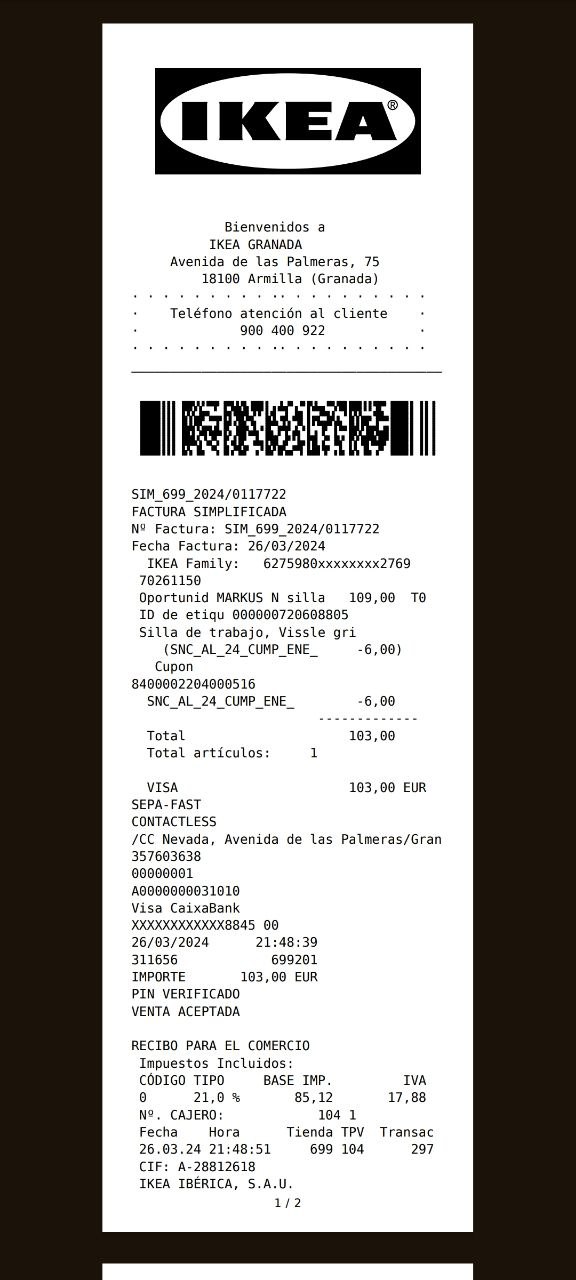 IKEA®
Bienvenidos a
IKEA GRANADA
Avenida de las Palmeras, 75
18100 Armilla (Granada)
Teléfono atención al cliente
900 400 922
SIM_699_2024/0117722
FACTURA SIMPLIFICADA
Nº Factura: SIM_699_2024/0117722
Fecha Factura: 26/03/2024
IKEA Family: 6275980xxxxxxxx2769
70261150
Oportunid MARKUS N silla 109,00 T0
ID de etiqu 000000720608805
Silla de trabajo, Vissle gri
(SNC_AL_24_CUMP_ENE_ -6,00)
Cupon
8400002204000516
SNC_AL_24_CUMP_ENE_ -6,00
-------------
Total 103,00
Total artículos: 1
VISA 103,00 EUR
SEPA-FAST
CONTACTLESS
/CC Nevada, Avenida de las Palmeras/Gran
357603638
00000001
A0000000031010
Visa CaixaBank
XXXXXXXXXXXX8845 00
26/03/2024 21:48:39
311656 699201
IMPORTE 103,00 EUR
PIN VERIFICADO
VENTA ACEPTADA
RECIBO PARA EL COMERCIO
Impuestos Incluidos:
CÓDIGO TIPO BASE IMP. IVA
0 21,0 % 85,12 17,88
Nº. CAJERO: 104 1
Fecha Hora Tienda TPV Transac
26.03.24 21:48:51 699 104 297
CIF: A-28812618
IKEA IBÉRICA, S.A.U.
1 / 2